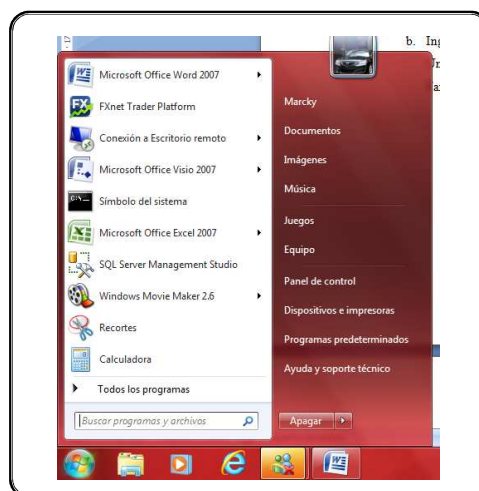 b. Ing
Microsoft Office Word 2007
FXnet Trader Platform
Conexión a Escritorio remoto
Microsoft Office Visio 2007
Símbolo del sistema
Microsoft Office Excel 2007
SQL Server Management Studio
Windows Movie Maker 2.6
Recortes
Calculadora
Todos los programas
Buscar programas y archivos
Marcky
Documentos
Imágenes
Música
Juegos
Equipo
Panel de control
Dispositivos e impresoras
Programas predeterminados
Ayuda y soporte técnico
Apagar